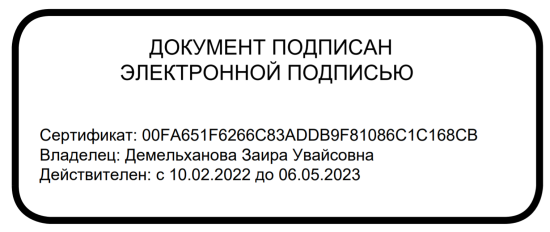 ДОКУМЕНТ ПОДПИСАН
ЭЛЕКТРОННОЙ ПОДПИСЬЮ
Сертификат: 00FA651F6266C83ADDB9F81086C1C168CB
Владелец: Демельханова Заира Увайсовна
Действителен: с 10.02.2022 до 06.05.2023